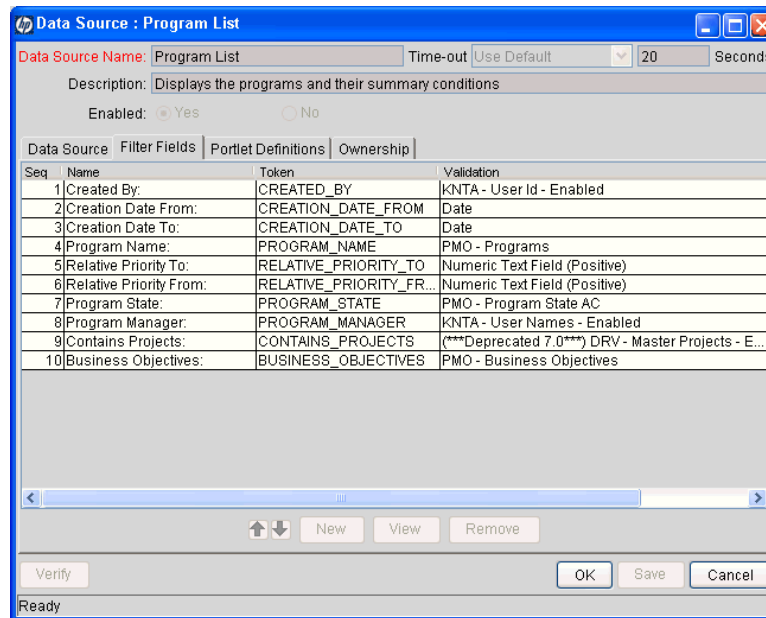 Data Source : Program List
Data Source Name: Program List Time-out Use Default 20 Second
Description: Displays the programs and their summary conditions
Enabled: Yes No
Data Source Filter Fields Portlet Definitions Ownership
Seq Name Token Validation
1 Created By: CREATED_BY KNTA - User Id - Enabled
2 Creation Date From: CREATION_DATE_FROM Date
3 Creation Date To: CREATION_DATE_TO Date
4 Program Name: PROGRAM_NAME PMO - Programs
5 Relative Priority To: RELATIVE_PRIORITY_TO Numeric Text Field (Positive)
6 Relative Priority From: RELATIVE_PRIORITY_FR... Numeric Text Field (Positive)
7 Program State: PROGRAM_STATE PMO - Program State AC
8 Program Manager: PROGRAM_MANAGER KNTA - User Names - Enabled
9 Contains Projects: CONTAINS_PROJECTS (***Deprecated 7.0***) DRV - Master Projects - E...
10 Business Objectives: BUSINESS_OBJECTIVES PMO - Business Objectives
New View Remove
Verify OK Save Cancel
Ready